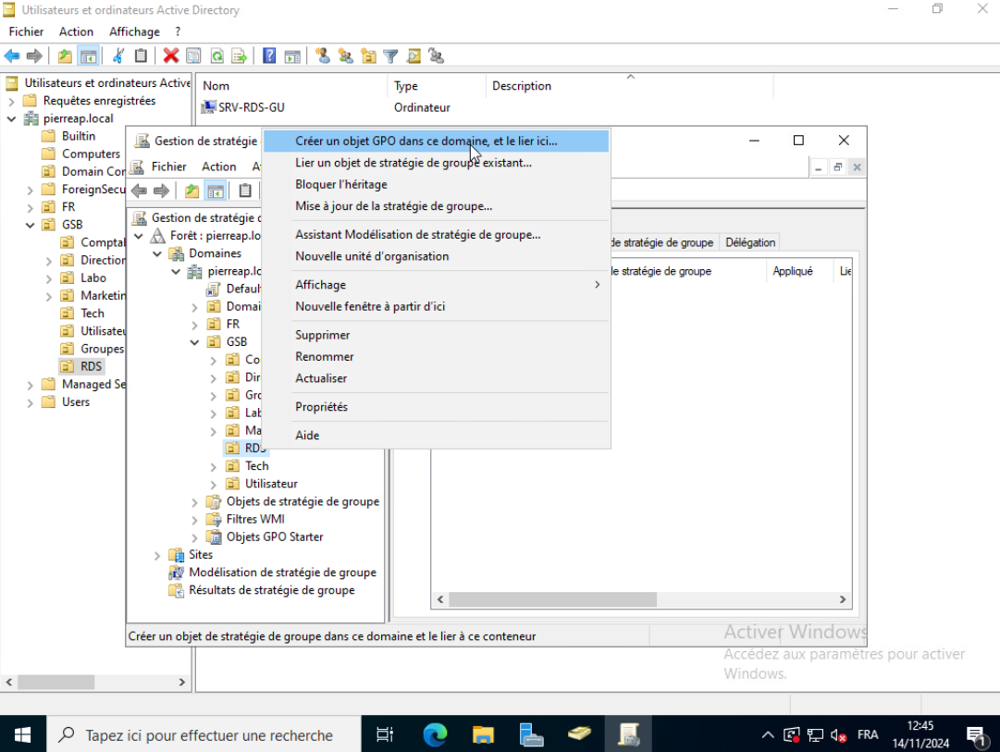 Utilisateurs et ordinateurs Active Directory
Fichier Action Affichage ?
Utilisateurs et ordinateurs Active
Requêtes enregistrées
pierreap.local
Builtin
Computers
Domain Con
ForeignSecu
FR
GSB
Comptal
Direction
Labo
Marketin
Tech
Utilisateu
Groupes
RDS
Managed Se
Users
Nom Type Description
SRV-RDS-GU Ordinateur
Gestion de stratégie
Fichier Action A
Gestion de stratégie d
Forêt : pierreap.lo
Domaines
pierreap.lo
Defaul
Domai
FR
GSB
Co
Dir
Gro
Lab
Ma
RDS
Tech
Utilisateur
Objets de stratégie de groupe
Filtres WMI
Objets GPO Starter
Sites
Modélisation de stratégie de groupe
Résultats de stratégie de groupe
Créer un objet GPO dans ce domaine, et le lier ici...
Lier un objet de stratégie de groupe existant...
Bloquer l'héritage
Mise à jour de la stratégie de groupe...
Assistant Modélisation de stratégie de groupe...
Nouvelle unité d'organisation
Affichage
Nouvelle fenêtre à partir d'ici
Supprimer
Renommer
Actualiser
Propriétés
Aide
de stratégie de groupe Délégation
le stratégie de groupe Appliqué Lie
Créer un objet de stratégie de groupe dans ce domaine et le lier à ce conteneur
Activer Windows
Accédez aux paramètres pour activer
Windows.
Tapez ici pour effectuer une recherche
FRA
12:45
14/11/2024
1